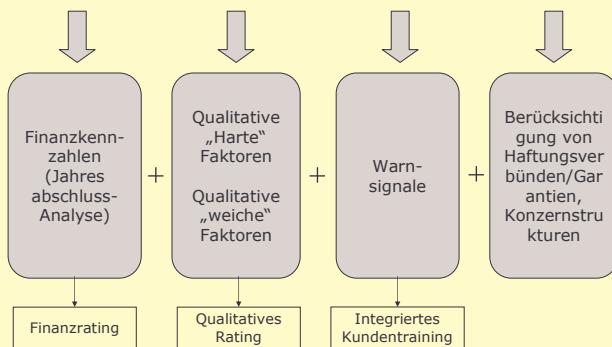 Finanzkenn-
zahlen
(Jahres
abschluss-
Analyse)
+
Qualitative
„Harte“
Faktoren
Qualitative
„weiche“
Faktoren
+
Warn-
signale
+
Berücksichti
gung von
Haftungsver
bünden/Gar
antien,
Konzernstru
kturen
Finanzrating
Qualitatives
Rating
Integriertes
Kundentraining